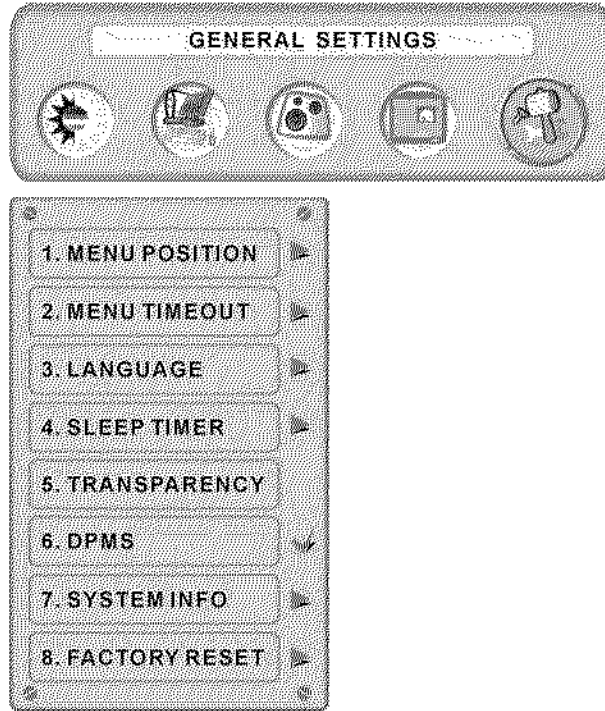 GENERAL SETTINGS
1. MENU POSITION
2. MENU TIMEOUT
3. LANGUAGE
4. SLEEP TIMER
5. TRANSPARENCY
6. DPMS
7. SYSTEM INFO
8. FACTORY RESET